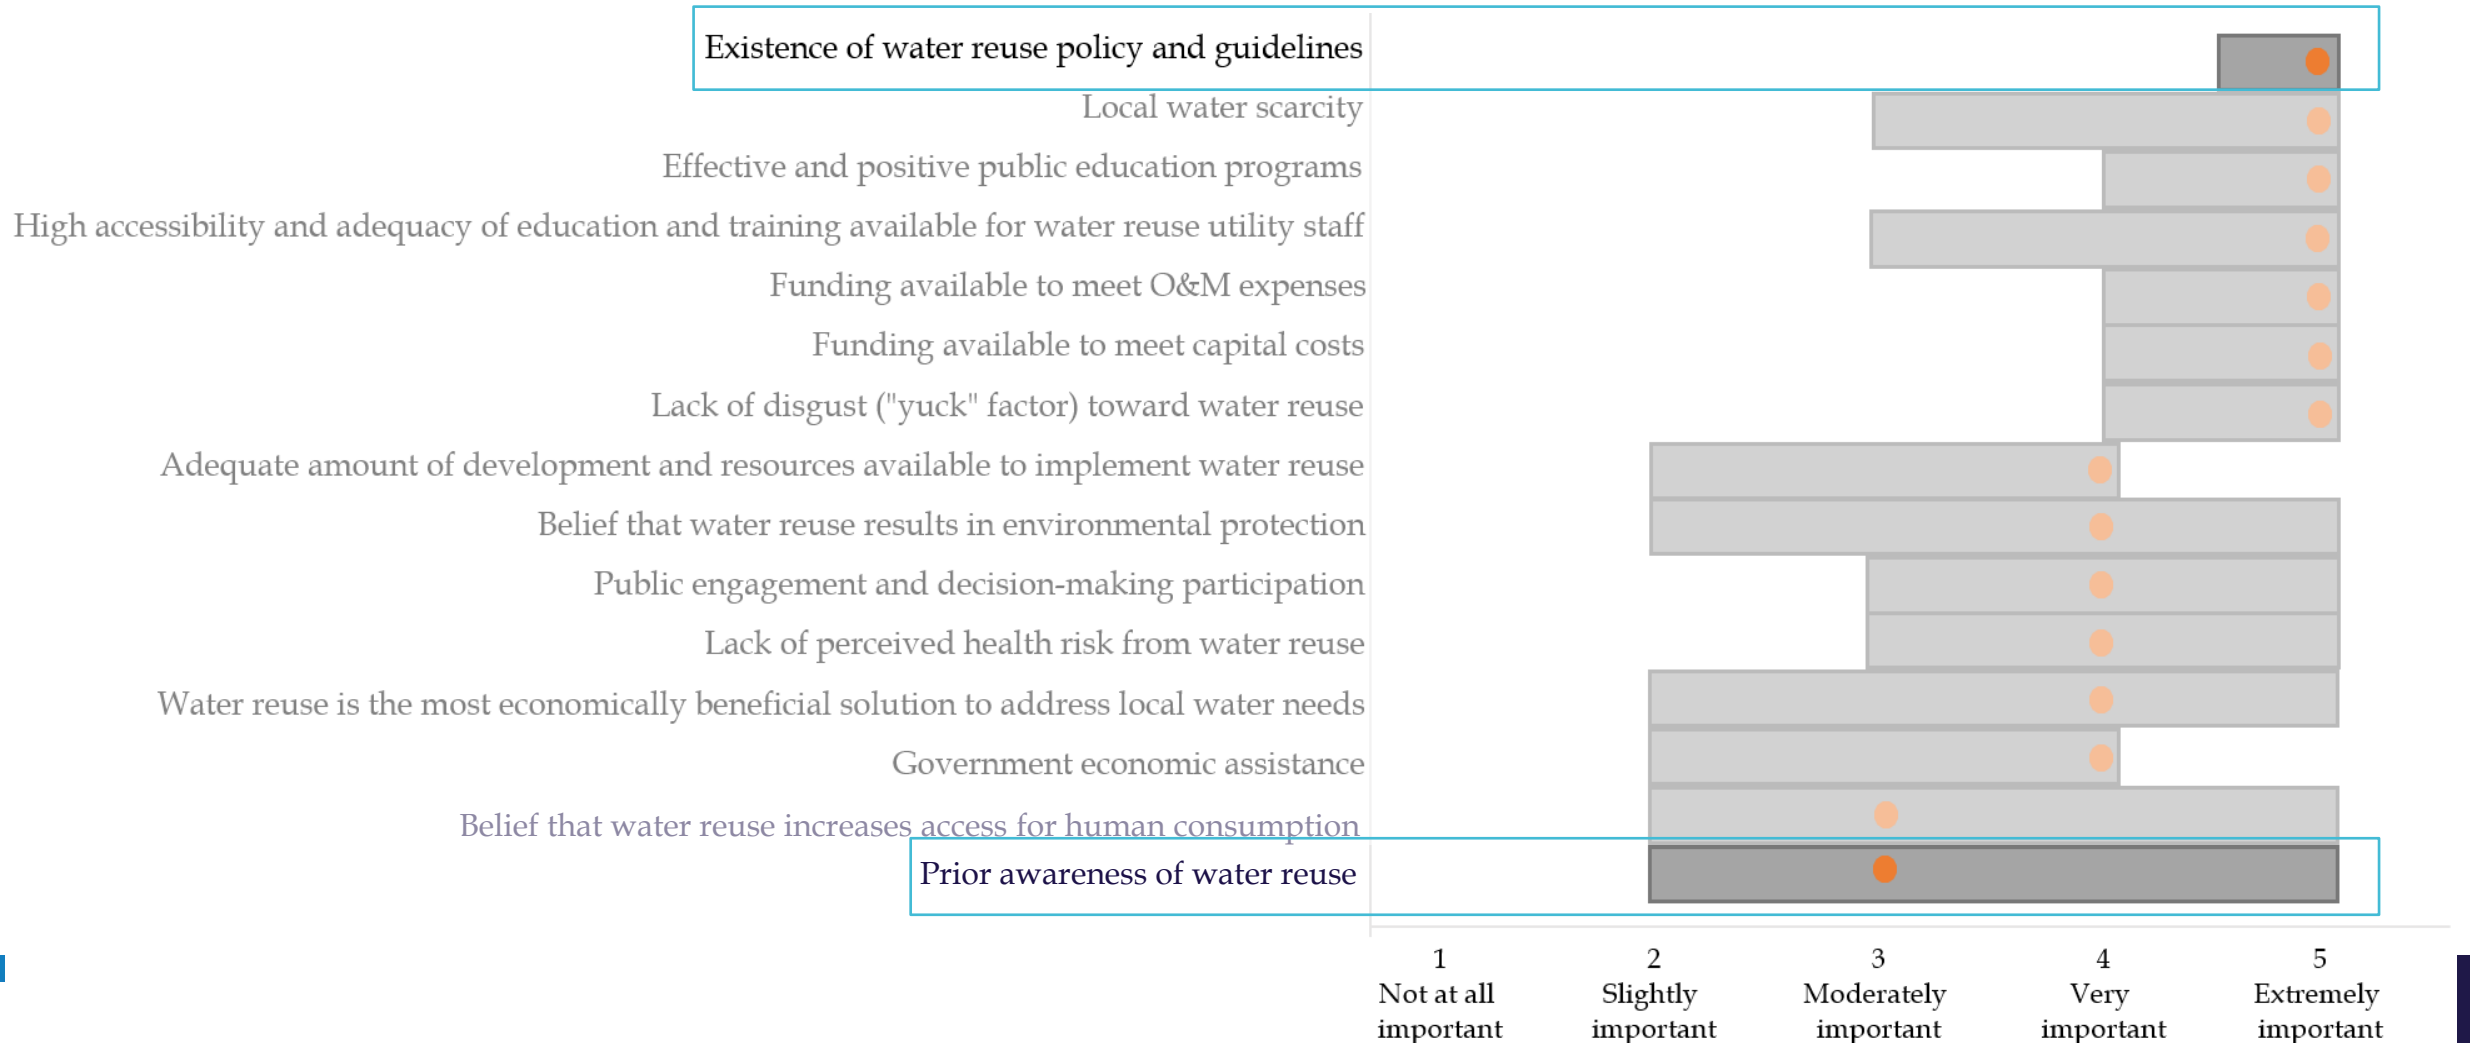 Existence of water reuse policy and guidelines
Local water scarcity
Effective and positive public education programs
High accessibility and adequacy of education and training available for water reuse utility staff
Funding available to meet O&M expenses
Funding available to meet capital costs
Lack of disgust ("yuck" factor) toward water reuse
Adequate amount of development and resources available to implement water reuse
Belief that water reuse results in environmental protection
Public engagement and decision-making participation
Lack of perceived health risk from water reuse
Water reuse is the most economically beneficial solution to address local water needs
Government economic assistance
Belief that water reuse increases access for human consumption
Prior awareness of water reuse
1 2 3 4 5
Not at all Slightly Moderately Very Extremely
important important important important important